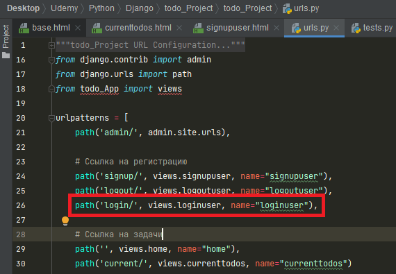 Desktop Udemy Python Django todo_Project todo_Project urls.py
base.html currenttodos.html signupuser.html urls.py tests.py
Project
1 """todo_Project URL Configuration..."""
16 from django.contrib import admin
17 from django.urls import path
18 from todo_App import views
19
20 urlpatterns = [
21 path('admin/', admin.site.urls),
22
23 # Ссылка на регистрацию
24 path('signup/', views.signupuser, name="signupuser"),
25 path('logout/', views.logoutuser, name="logoutuser"),
26 path('login/', views.loginuser, name="loginuser"),
27
28 # Ссылка на задачи
29 path('', views.home, name="home"),
30 path('current/', views.currenttodos, name="currenttodos")